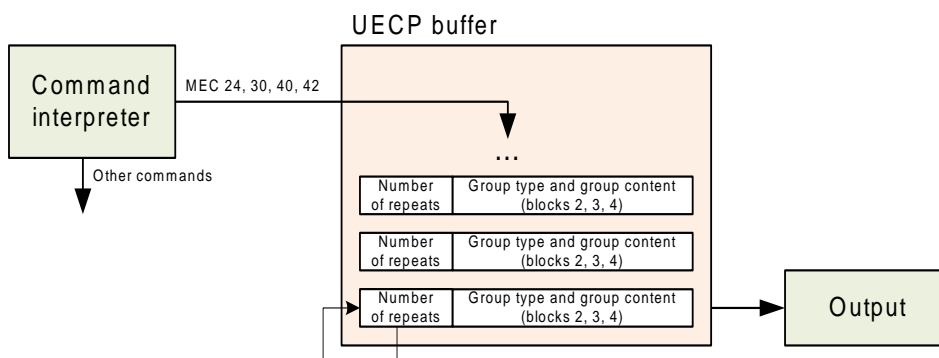 UECP buffer
Command
interpreter
MEC 24, 30, 40, 42
Other commands
...
Number
of repeats
Group type and group content
(blocks 2, 3, 4)
Number
of repeats
Group type and group content
(blocks 2, 3, 4)
Number
of repeats
Group type and group content
(blocks 2, 3, 4)
Output